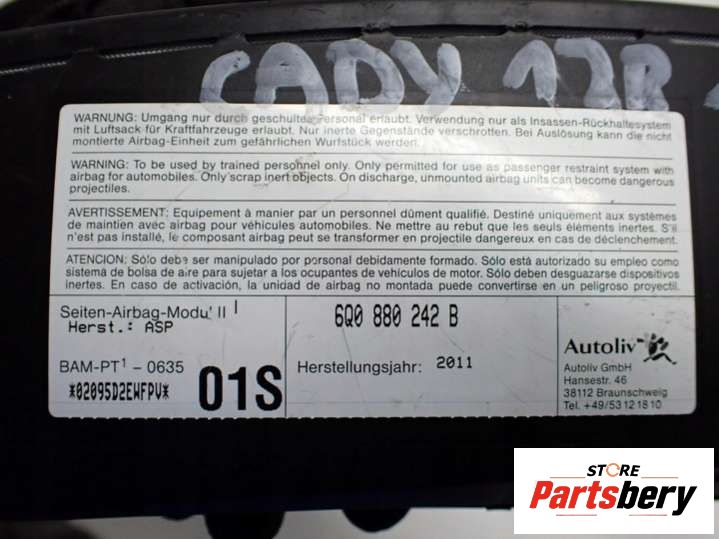 CADY 12R
WARNUNG: Umgang nur durch geschultes Personal erlaubt. Verwendung nur als Insassen-Rückhaltesystem
mit Luftsack für Kraftfahrzeuge erlaubt. Nur inerte Gegenstände verschrotten. Bei Auslösung kann die nicht
montierte Airbag-Einheit zum gefährlichen Wurfstück werden.
WARNING: To be used by trained personnel only. Only permitted for use as passenger restraint system with
airbag for automobiles. Only scrap inert objects. On discharge, unmounted airbag units can become dangerous
projectiles.
AVERTISSEMENT: Equipement à manier par un personnel dûment qualifié. Destiné uniquement aux systèmes
de maintien avec airbag pour véhicules automobiles. Ne mettre au rebut que les seuls éléments inertes. S'il
n'est pas installé, le composant airbag peut se transformer en projectile dangereux en cas de déclenchement.
ATENCION: Sólo debe ser manipulado por personal debidamente formado. Sólo está autorizado su empleo como
sistema de bolsa de aire para sujetar a los ocupantes de vehículos de motor. Sólo deben desguazarse dispositivos
inertes. En caso de activación, la unidad de airbag no montada puede convertirse en un peligroso proyectil.
Seiten-Airbag-Modul II
Herst.: ASP
6Q0 880 242 B
BAM-PT1 - 0635
*02095D2EWFPV*
01S
Herstellungsjahr: 2011
Autoliv
Autoliv GmbH
Hansestr. 46
38112 Braunschweig
Tel. +49/53 12 18 10
STORE
Partsbery